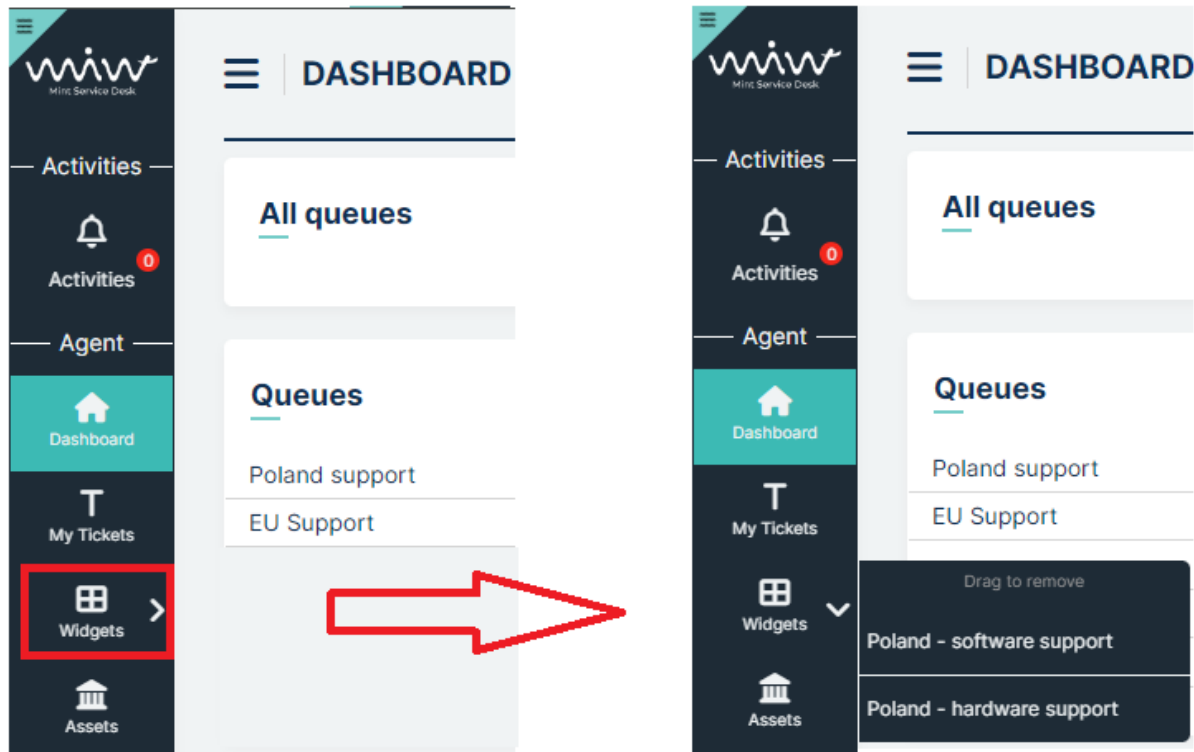 Mint Service Desk
DASHBOARD
Activities
All queues
0
Activities
Agent
Queues
Dashboard
Poland support
My Tickets
EU Support
Widgets
Assets
Mint Service Desk
DASHBOARD
Activities
All queues
0
Activities
Agent
Queues
Dashboard
Poland support
My Tickets
EU Support
Drag to remove
Widgets
Poland - software support
Assets
Poland - hardware support